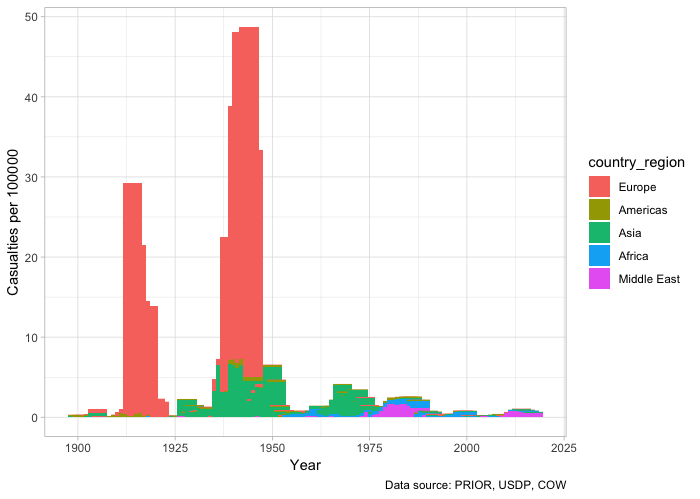 Casualties per 100000
50
40
30
20
10
0
1900
1925
1950
1975
2000
2025
Year
Data source: PRIOR, USDP, COW
country_region
Europe
Americas
Asia
Africa
Middle East